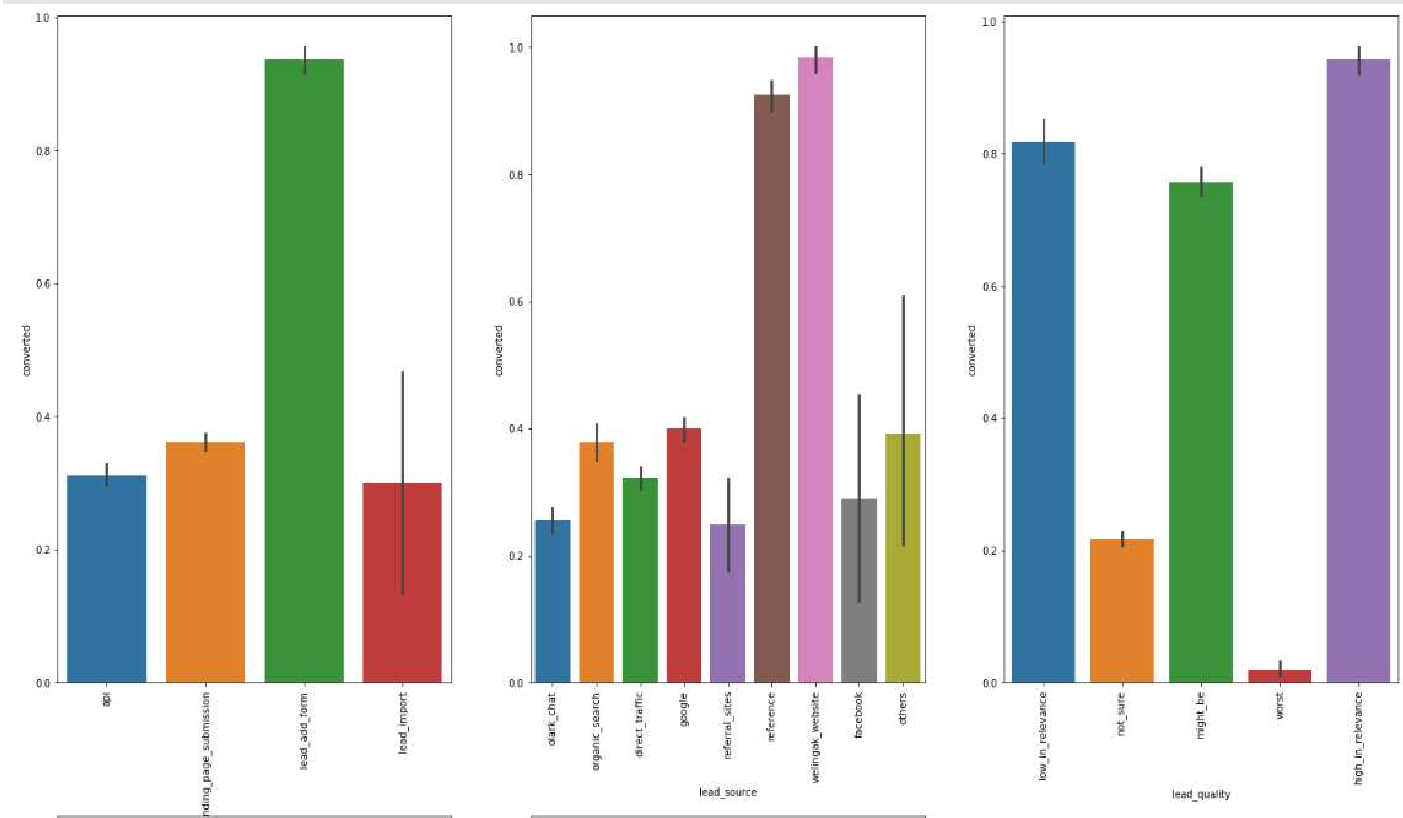 1.0
0.8
0.6
0.4
0.2
0.0
converted
api
nding_page_submission
lead_add_form
lead_import
1.0
0.8
0.6
0.4
0.2
0.0
converted
olark_chat
organic_search
direct_traffic
google
referral_sites
reference
welingak_website
facebook
others
lead_source
1.0
0.8
0.6
0.4
0.2
0.0
converted
low_in_relevance
not_sure
might_be
worst
high_in_relevance
lead_quality